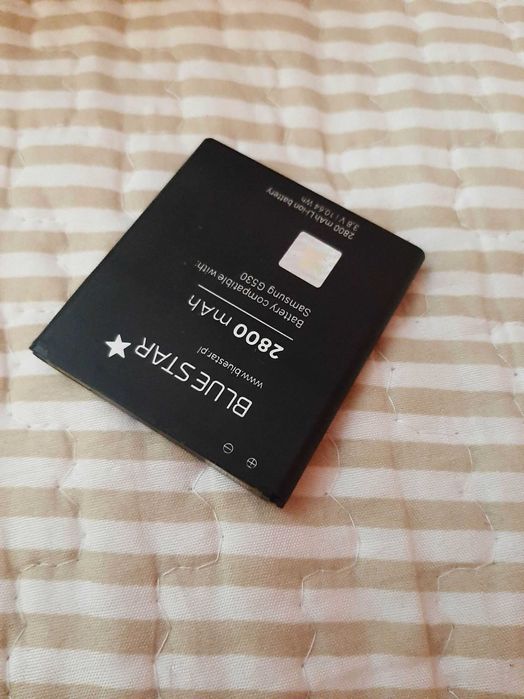 BLUE STAR
www.bluestar.pl
2800 mAh
Battery compatible with:
Samsung G530
2800 mAh Li-ion battery
3,8 V | 10.64 Wh